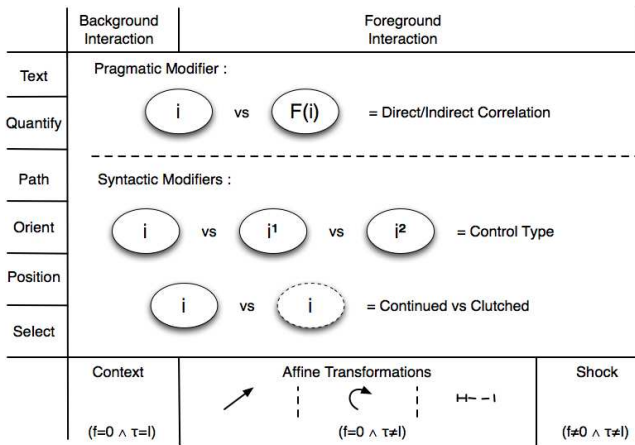 Background
Interaction
Foreground
Interaction
Text
Quantify
Path
Orient
Position
Select
Pragmatic Modifier :
i vs F(i) = Direct/Indirect Correlation
Syntactic Modifiers :
i vs i¹ vs i² = Control Type
i vs i = Continued vs Clutched
Context
(f=0 ∧ τ=I)
Affine Transformations
(f=0 ∧ τ≠I)
Shock
(f≠0 ∧ τ≠I)